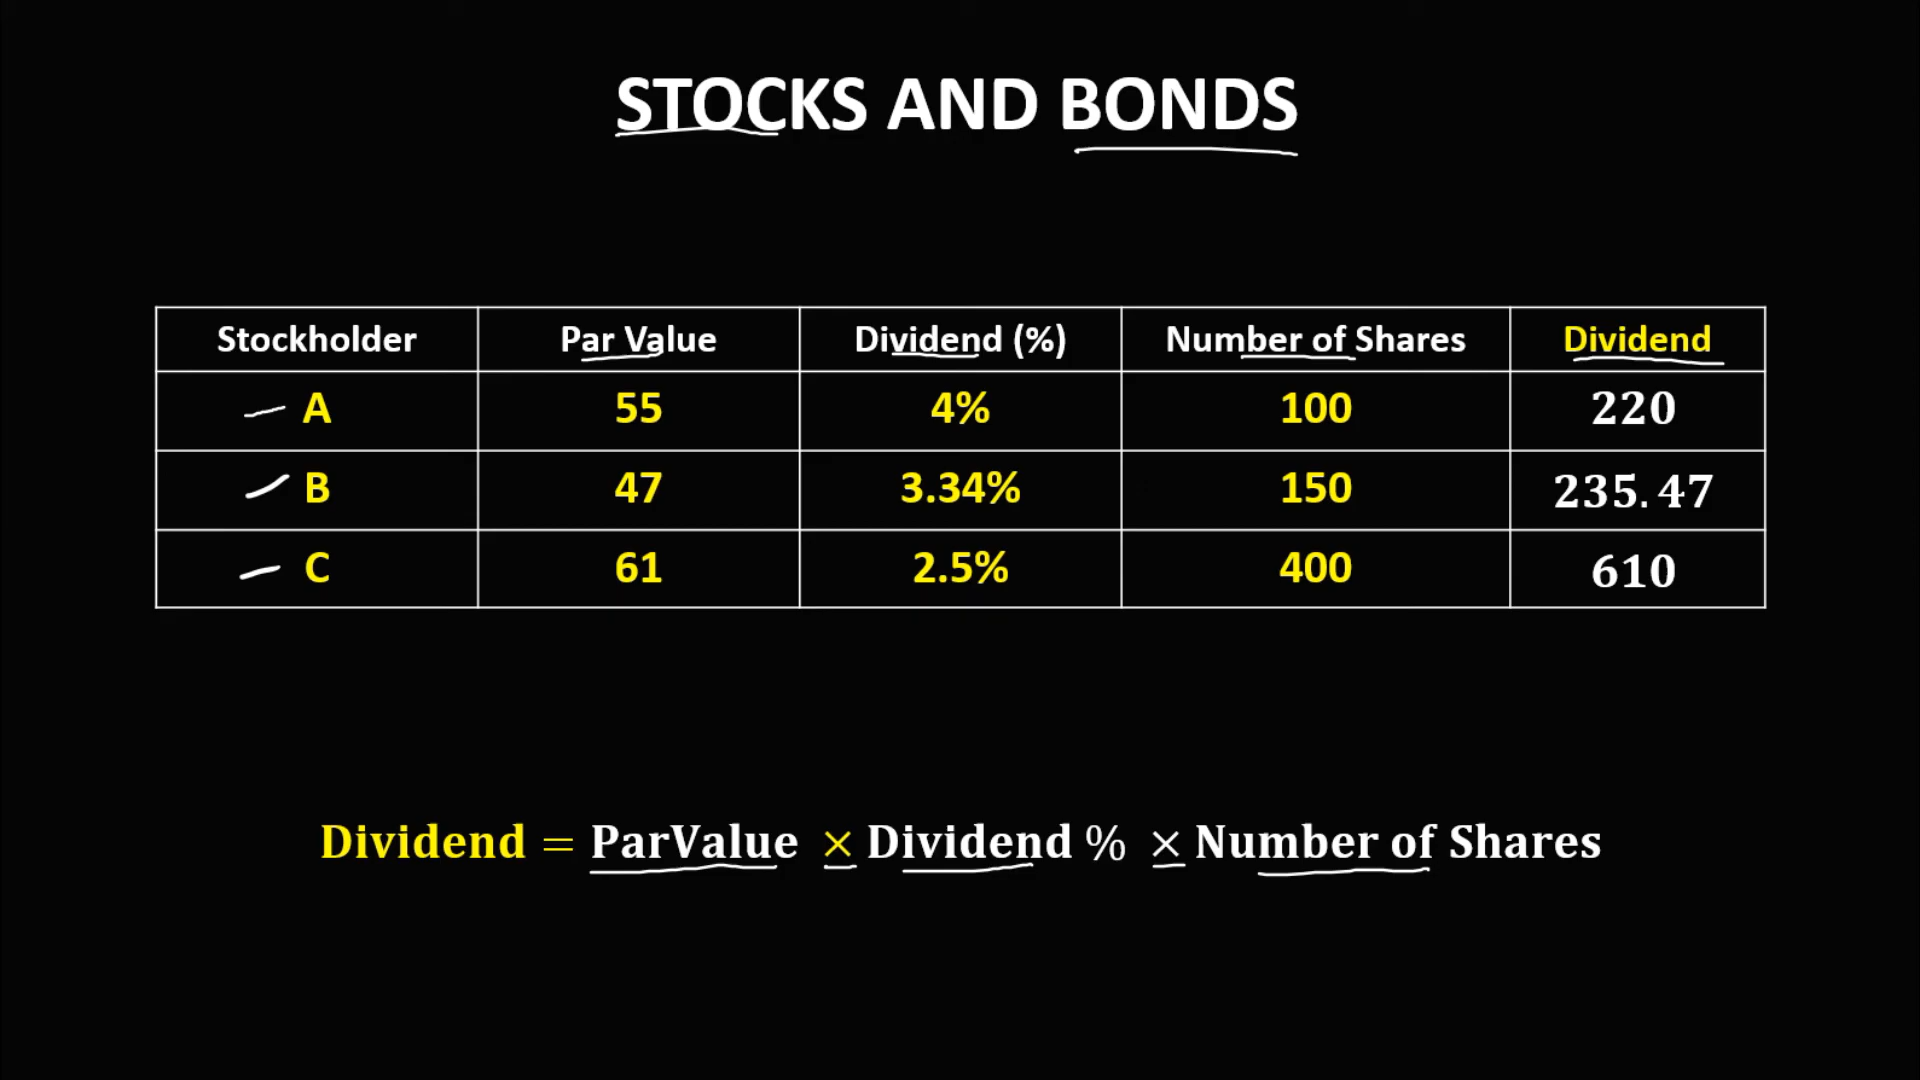 STOCKS AND BONDS
Stockholder Par Value Dividend (%) Number of Shares Dividend
A 55 4% 100 220
B 47 3.34% 150 235.47
C 61 2.5% 400 610
Dividend = ParValue × Dividend % × Number of Shares